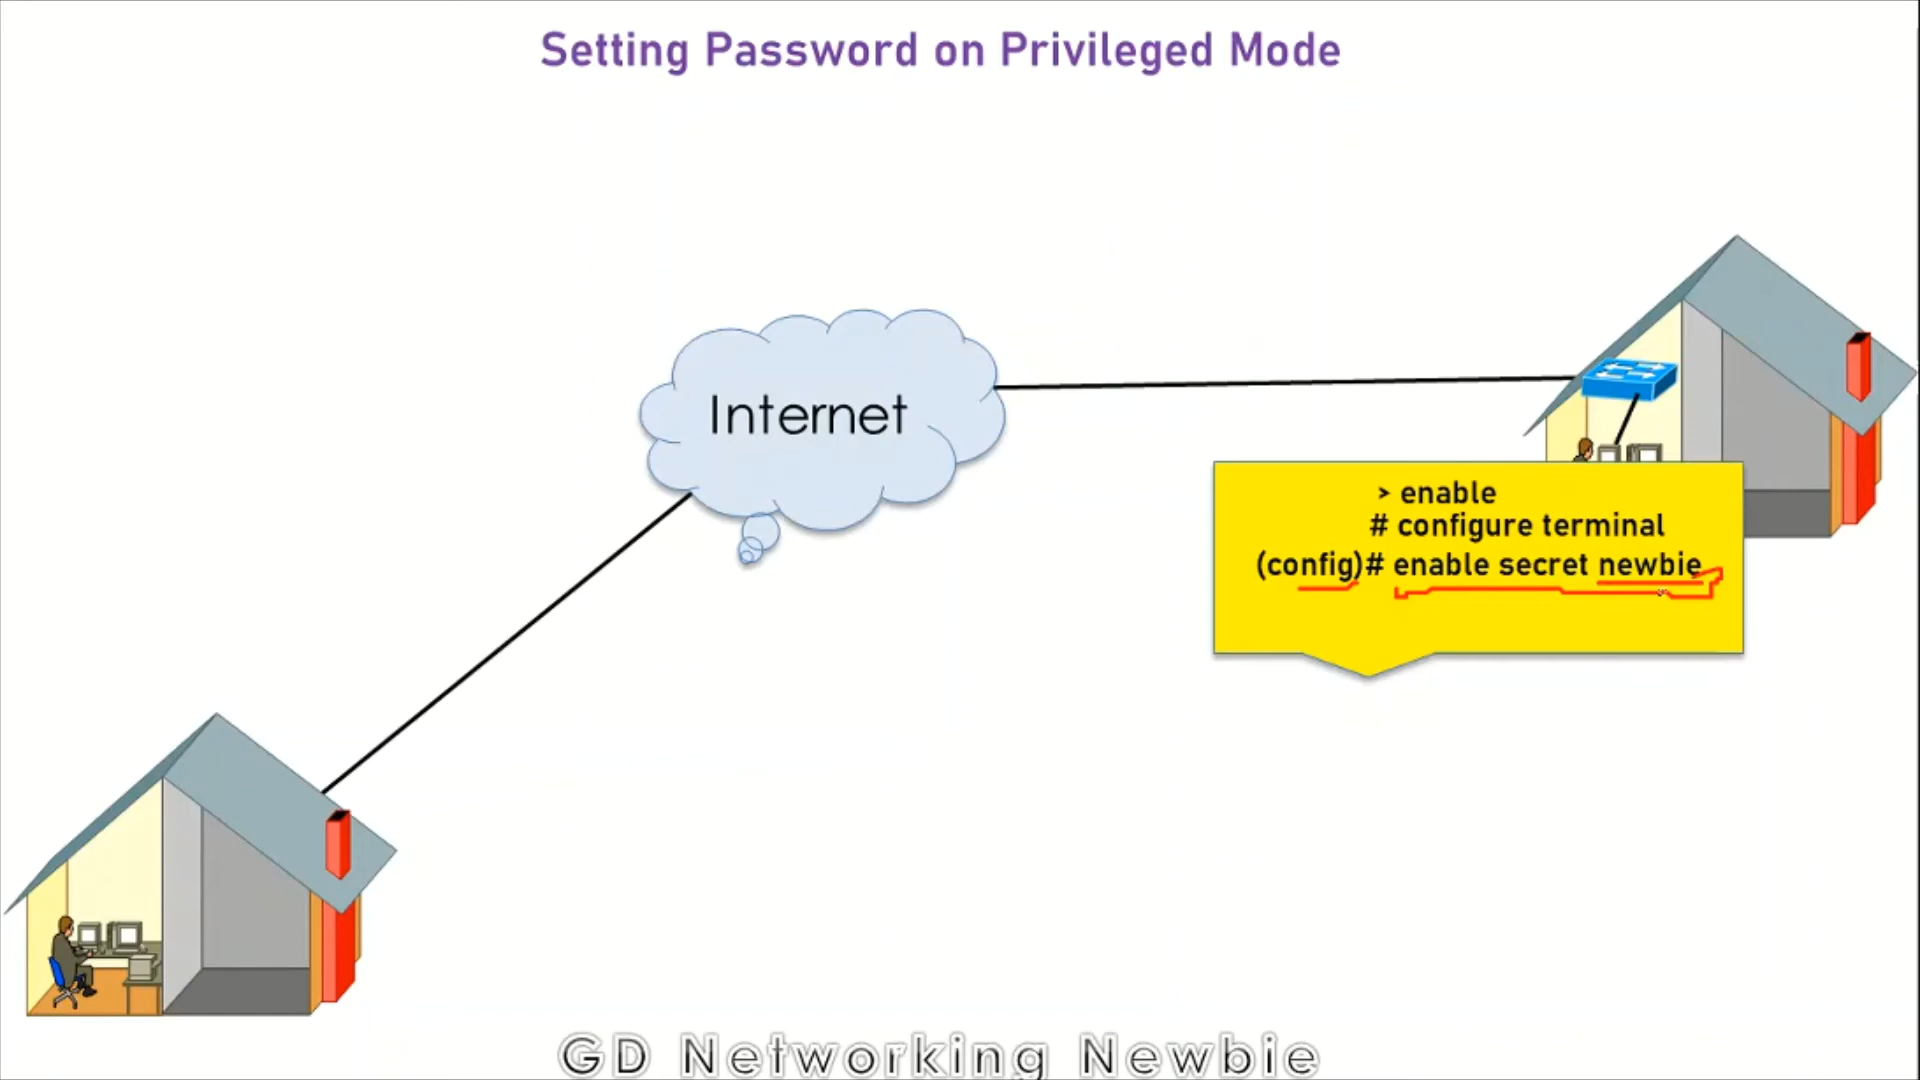 Setting Password on Privileged Mode
Internet
> enable
# configure terminal
(config)# enable secret newbie
GD Networking Newbie